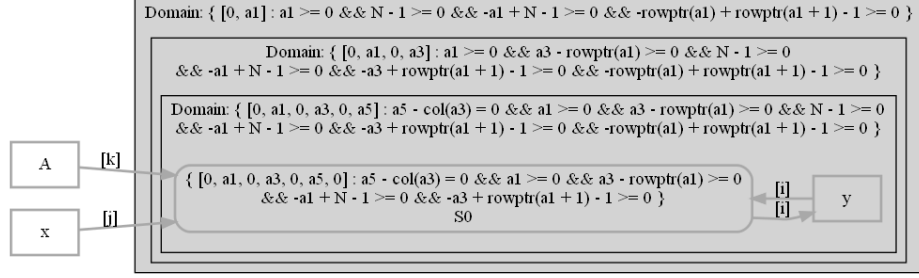 Domain: { [0, a1] : a1 >= 0 && N - 1 >= 0 && -a1 + N - 1 >= 0 && -rowptr(a1) + rowptr(a1 + 1) - 1 >= 0 }
Domain: { [0, a1, 0, a3] : a1 >= 0 && a3 - rowptr(a1) >= 0 && N - 1 >= 0
&& -a1 + N - 1 >= 0 && -a3 + rowptr(a1 + 1) - 1 >= 0 && -rowptr(a1) + rowptr(a1 + 1) - 1 >= 0 }
Domain: { [0, a1, 0, a3, 0, a5] : a5 - col(a3) = 0 && a1 >= 0 && a3 - rowptr(a1) >= 0 && N - 1 >= 0
&& -a1 + N - 1 >= 0 && -a3 + rowptr(a1 + 1) - 1 >= 0 && -rowptr(a1) + rowptr(a1 + 1) - 1 >= 0 }
A
[k]
x
[j]
{ [0, a1, 0, a3, 0, a5, 0] : a5 - col(a3) = 0 && a1 >= 0 && a3 - rowptr(a1) >= 0
&& -a1 + N - 1 >= 0 && -a3 + rowptr(a1 + 1) - 1 >= 0 }
S0
[i]
[i]
y